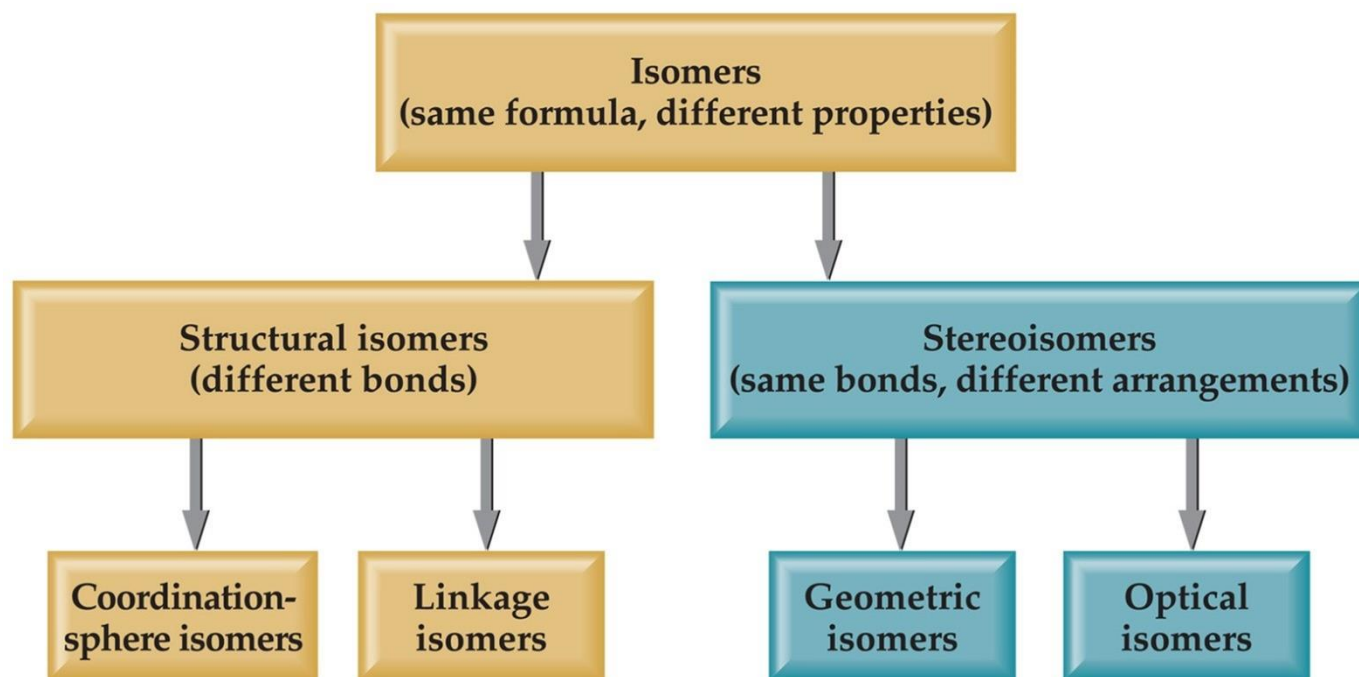 Isomers
(same formula, different properties)
Structural isomers
(different bonds)
Stereoisomers
(same bonds, different arrangements)
Coordination-
sphere isomers
Linkage
isomers
Geometric
isomers
Optical
isomers